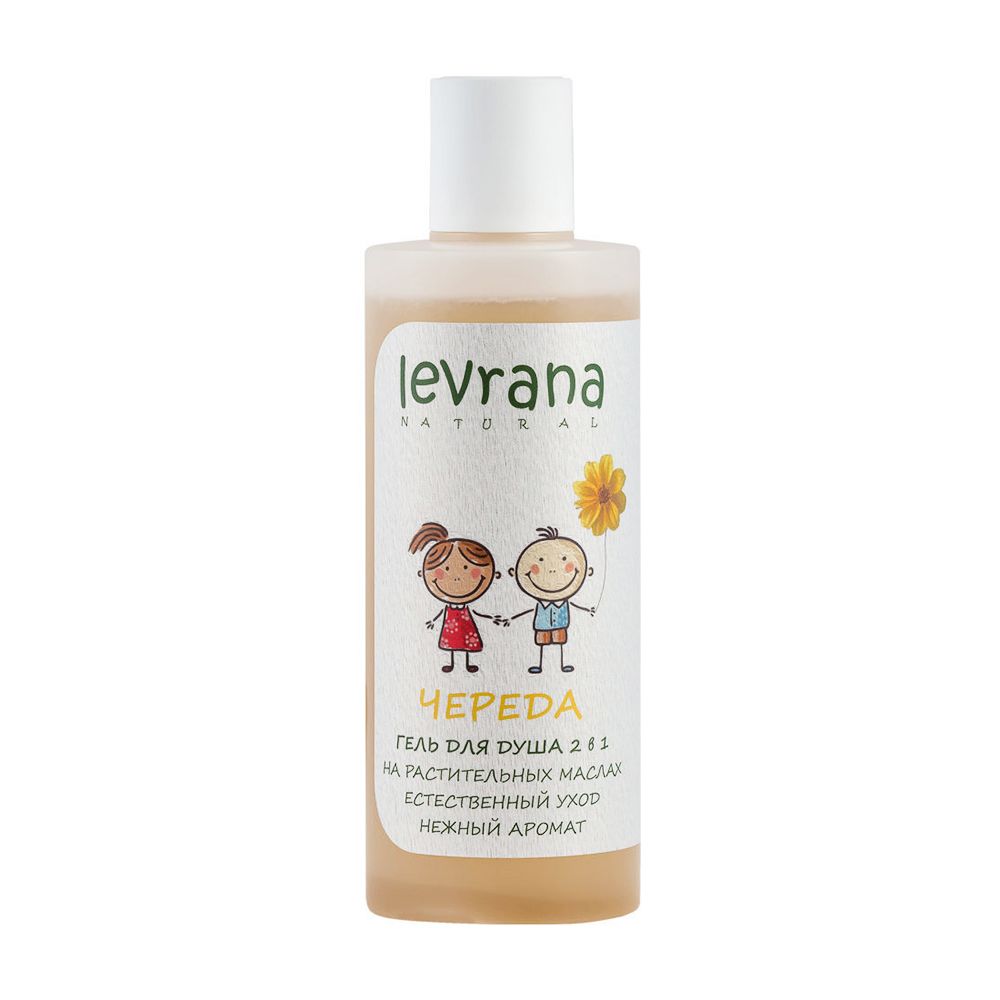 levrana
NATURAL
ЧЕРЕДА
ГЕЛЬ ДЛЯ ДУША 2 в 1
НА РАСТИТЕЛЬНЫХ МАСЛАХ
ЕСТЕСТВЕННЫЙ УХОД
НЕЖНЫЙ АРОМАТ